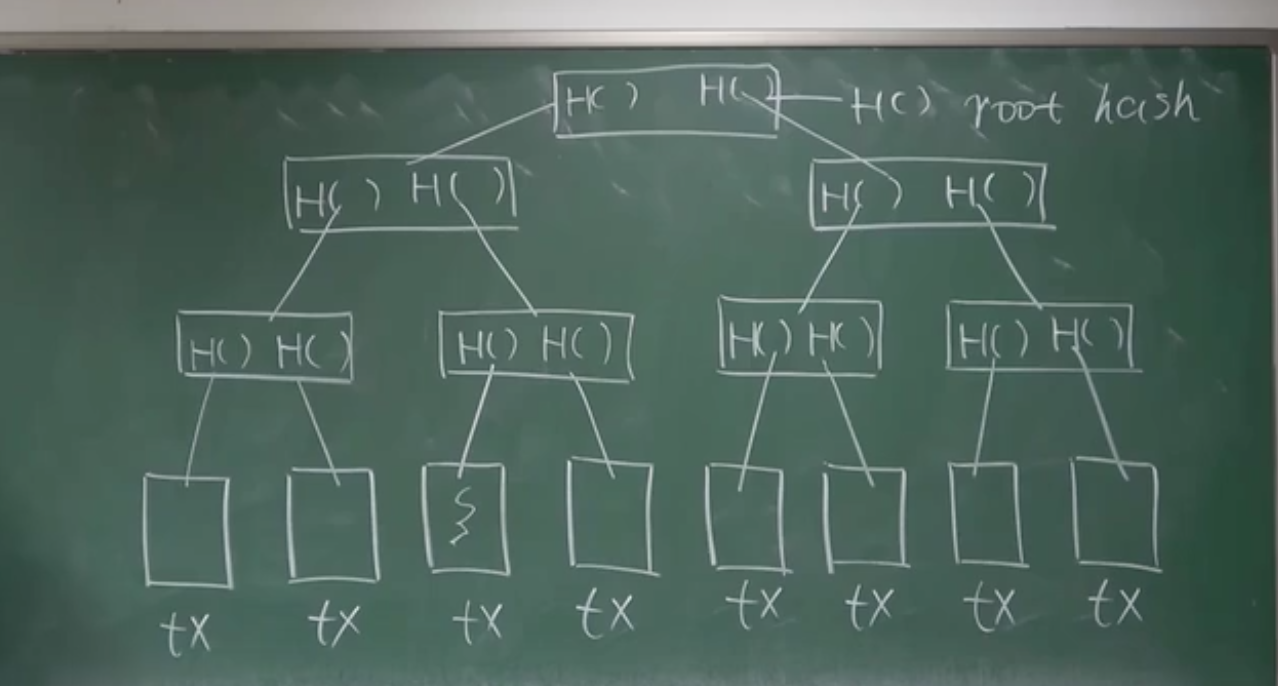 H() H() H() root hash
H() H() H() H()
H() H() H() H() H() H() H() H()
tx tx tx tx tx tx tx tx